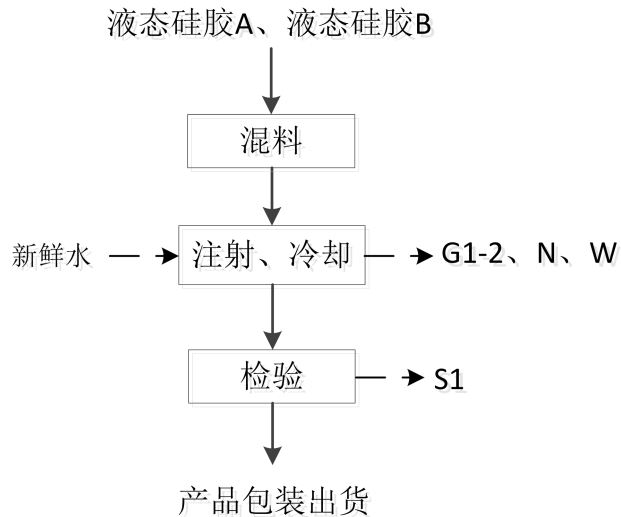 液态硅胶A、液态硅胶B
混料
新鲜水
注射、冷却
G1-2、N、W
检验
S1
产品包装出货